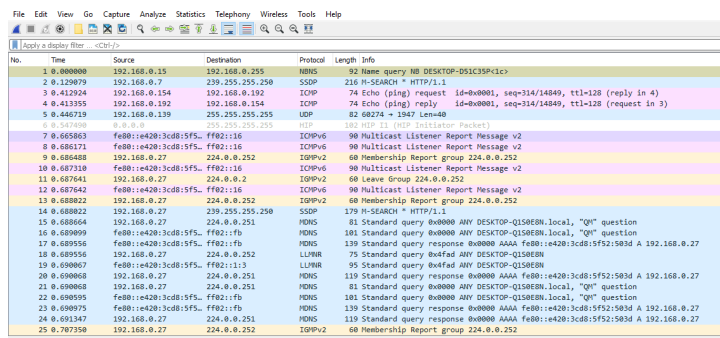 File Edit View Go Capture Analyze Statistics Telephony Wireless Tools Help
Apply a display filter ... <Ctrl-/>
No. Time Source Destination Protocol Length Info
1 0.000000 192.168.0.15 192.168.0.255 NBNS 92 Name query NB DESKTOP-D51C35P<1c>
2 0.129079 192.168.0.7 239.255.255.250 SSDP 216 M-SEARCH * HTTP/1.1
3 0.412924 192.168.0.154 192.168.0.192 ICMP 74 Echo (ping) request id=0x0001, seq=314/14849, ttl=128 (reply in 4)
4 0.413355 192.168.0.192 192.168.0.154 ICMP 74 Echo (ping) reply id=0x0001, seq=314/14849, ttl=128 (request in 3)
5 0.446719 192.168.0.139 255.255.255.255 UDP 82 60274 → 1947 Len=40
6 0.547490 0.0.0.0 255.255.255.255 HIP 102 HIP I1 (HIP Initiator Packet)
7 0.665863 fe80::e420:3cd8:5f5… ff02::16 ICMPv6 90 Multicast Listener Report Message v2
8 0.686171 fe80::e420:3cd8:5f5… ff02::16 ICMPv6 90 Multicast Listener Report Message v2
9 0.686488 192.168.0.27 224.0.0.252 IGMPv2 60 Membership Report group 224.0.0.252
10 0.687310 fe80::e420:3cd8:5f5… ff02::16 ICMPv6 90 Multicast Listener Report Message v2
11 0.687641 192.168.0.27 224.0.0.2 IGMPv2 60 Leave Group 224.0.0.252
12 0.687642 fe80::e420:3cd8:5f5… ff02::16 ICMPv6 90 Multicast Listener Report Message v2
13 0.688022 192.168.0.27 224.0.0.252 IGMPv2 60 Membership Report group 224.0.0.252
14 0.688022 192.168.0.27 239.255.255.250 SSDP 179 M-SEARCH * HTTP/1.1
15 0.688664 192.168.0.27 224.0.0.251 MDNS 81 Standard query 0x0000 ANY DESKTOP-Q1S0E8N.local, "QM" question
16 0.689099 fe80::e420:3cd8:5f5… ff02::fb MDNS 101 Standard query 0x0000 ANY DESKTOP-Q1S0E8N.local, "QM" question
17 0.689556 fe80::e420:3cd8:5f5… ff02::fb MDNS 139 Standard query response 0x0000 AAAA fe80::e420:3cd8:5f52:503d A 192.168.0.27
18 0.689556 192.168.0.27 224.0.0.252 LLMNR 75 Standard query 0x4fad ANY DESKTOP-Q1S0E8N
19 0.690067 fe80::e420:3cd8:5f5… ff02::1:3 LLMNR 95 Standard query 0x4fad ANY DESKTOP-Q1S0E8N
20 0.690068 192.168.0.27 224.0.0.251 MDNS 119 Standard query response 0x0000 AAAA fe80::e420:3cd8:5f52:503d A 192.168.0.27
21 0.690068 192.168.0.27 224.0.0.251 MDNS 81 Standard query 0x0000 ANY DESKTOP-Q1S0E8N.local, "QM" question
22 0.690595 fe80::e420:3cd8:5f5… ff02::fb MDNS 101 Standard query 0x0000 ANY DESKTOP-Q1S0E8N.local, "QM" question
23 0.690975 fe80::e420:3cd8:5f5… ff02::fb MDNS 139 Standard query response 0x0000 AAAA fe80::e420:3cd8:5f52:503d A 192.168.0.27
24 0.691347 192.168.0.27 224.0.0.251 MDNS 119 Standard query response 0x0000 AAAA fe80::e420:3cd8:5f52:503d A 192.168.0.27
25 0.707350 192.168.0.27 224.0.0.252 IGMPv2 60 Membership Report group 224.0.0.252